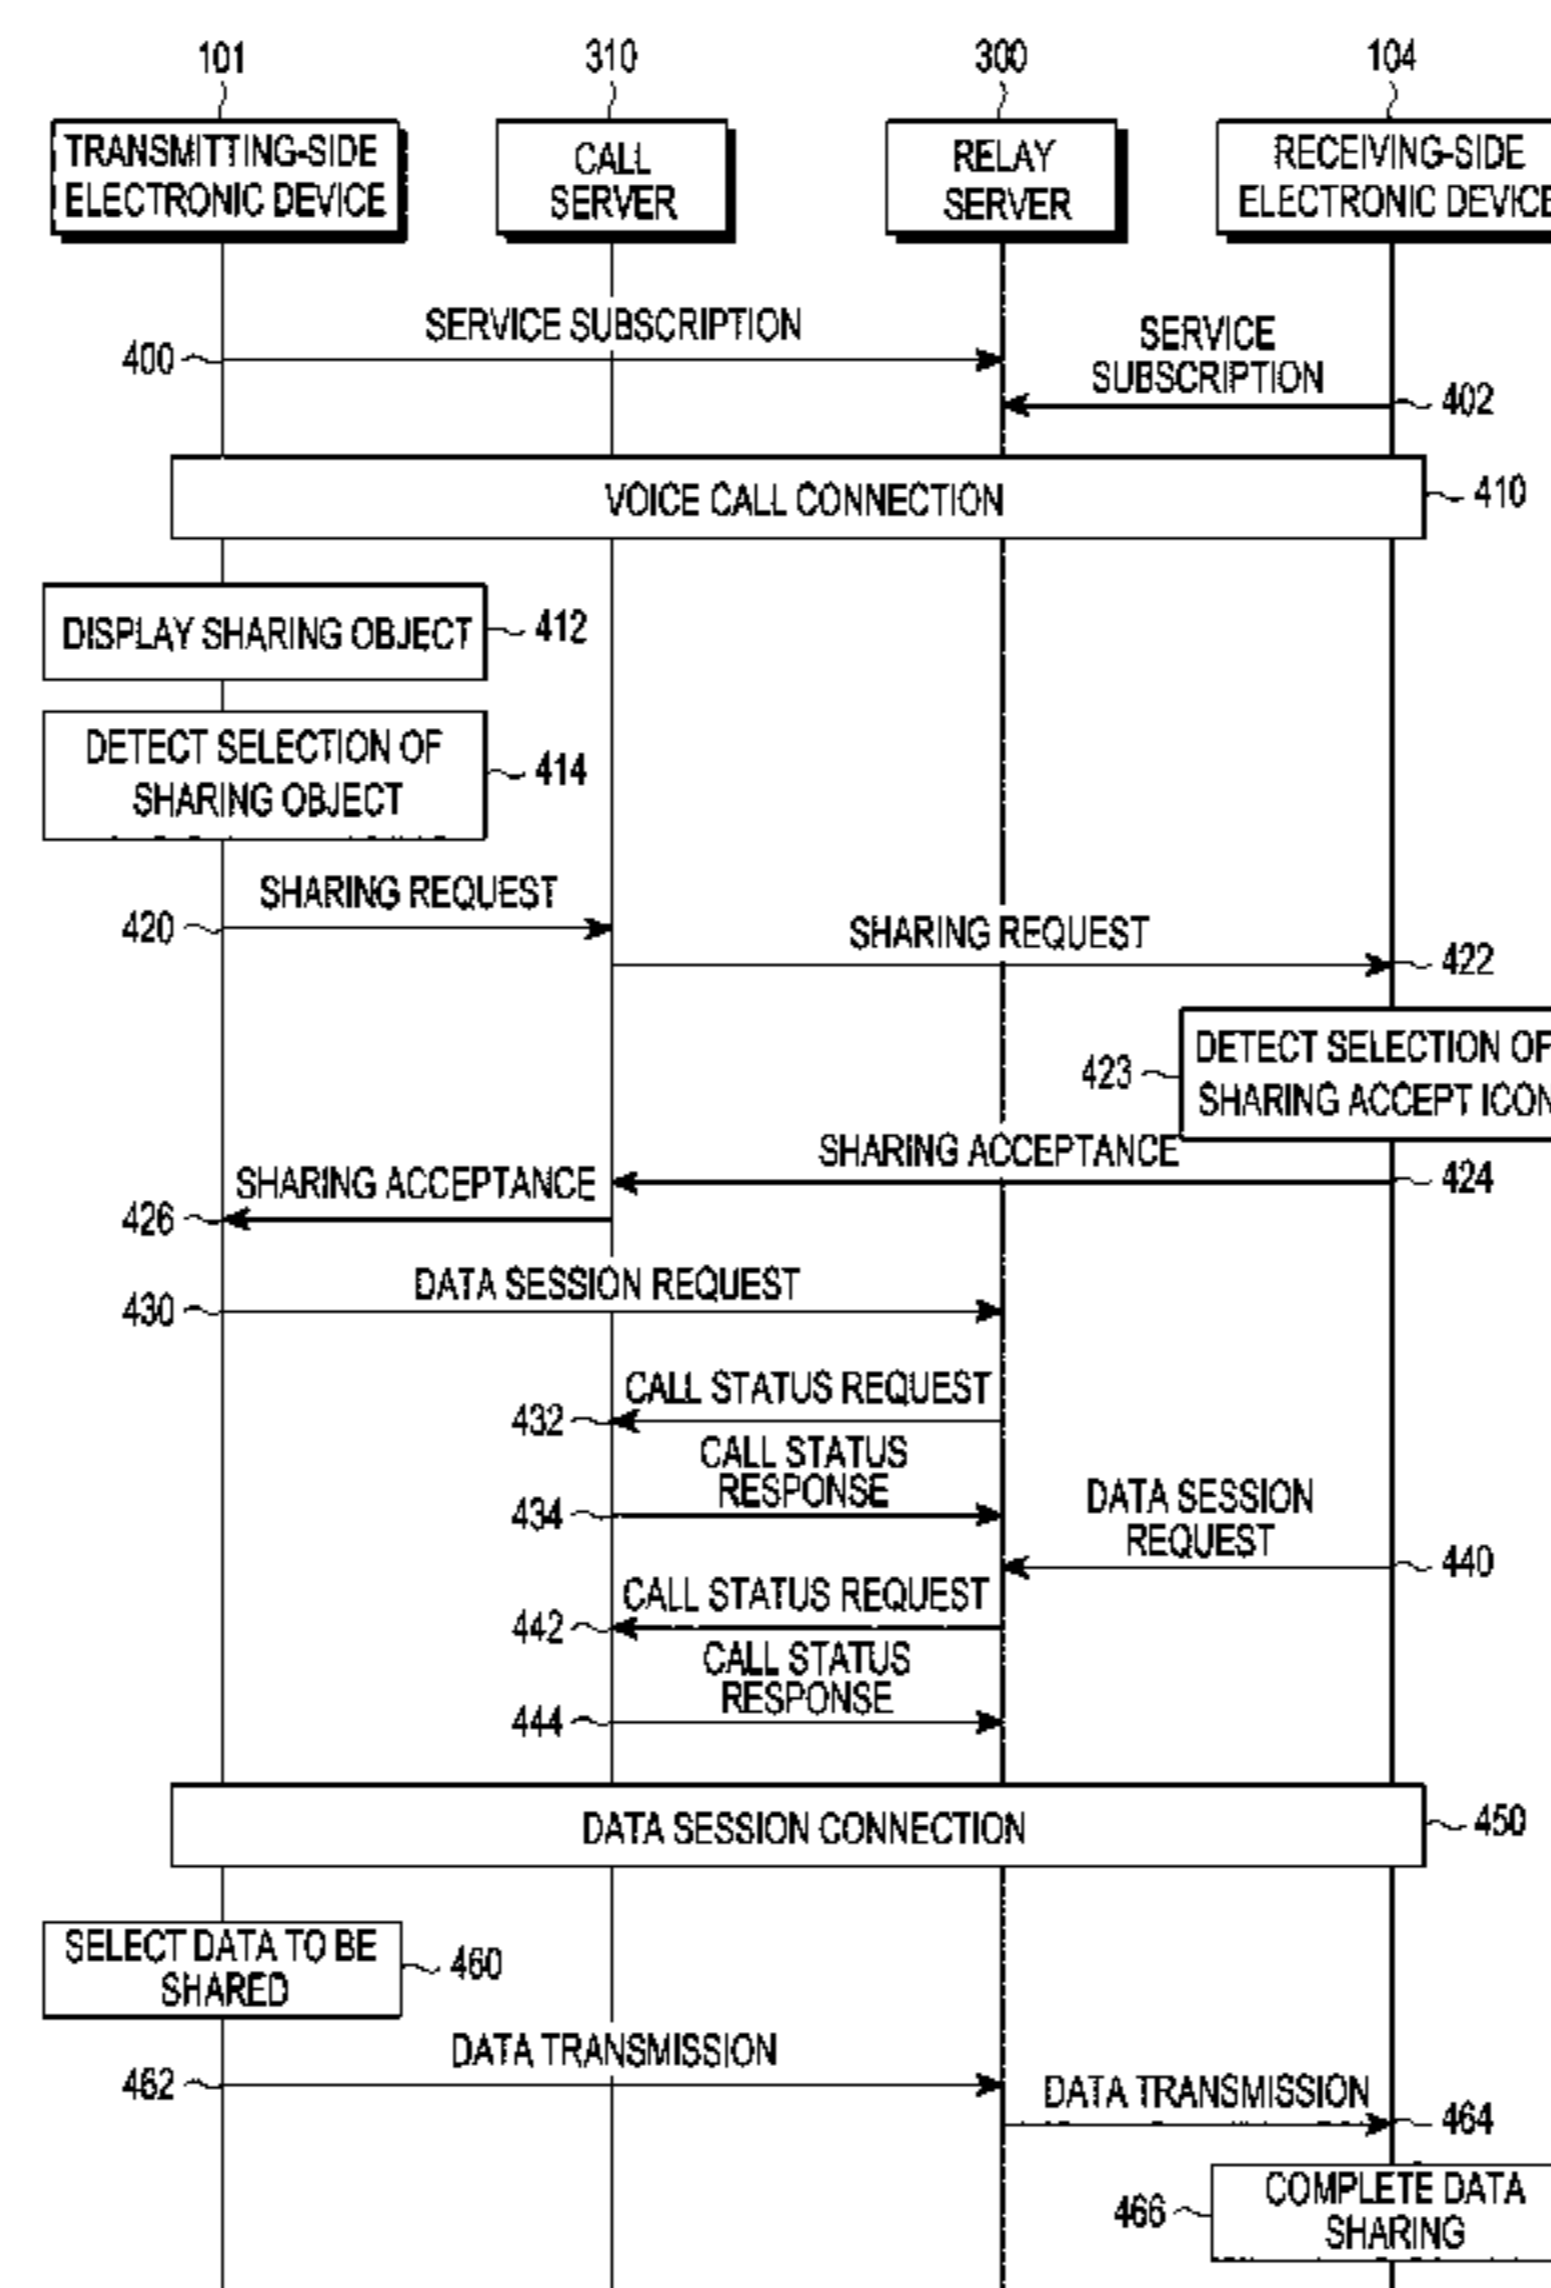 101
310
300
104
TRANSMITTING-SIDE
ELECTRONIC DEVICE
CALL
SERVER
RELAY
SERVER
RECEIVING-SIDE
ELECTRONIC DEVICE
SERVICE SUBSCRIPTION
400
SERVICE
SUBSCRIPTION
402
VOICE CALL CONNECTION
410
DISPLAY SHARING OBJECT
412
DETECT SELECTION OF
SHARING OBJECT
414
SHARING REQUEST
420
SHARING REQUEST
422
DETECT SELECTION OF
SHARING ACCEPT ICON
423
SHARING ACCEPTANCE
424
SHARING ACCEPTANCE
426
DATA SESSION REQUEST
430
CALL STATUS REQUEST
432
CALL STATUS
RESPONSE
434
DATA SESSION
REQUEST
440
CALL STATUS REQUEST
442
CALL STATUS
RESPONSE
444
DATA SESSION CONNECTION
450
SELECT DATA TO BE
SHARED
460
DATA TRANSMISSION
462
DATA TRANSMISSION
464
COMPLETE DATA
SHARING
466